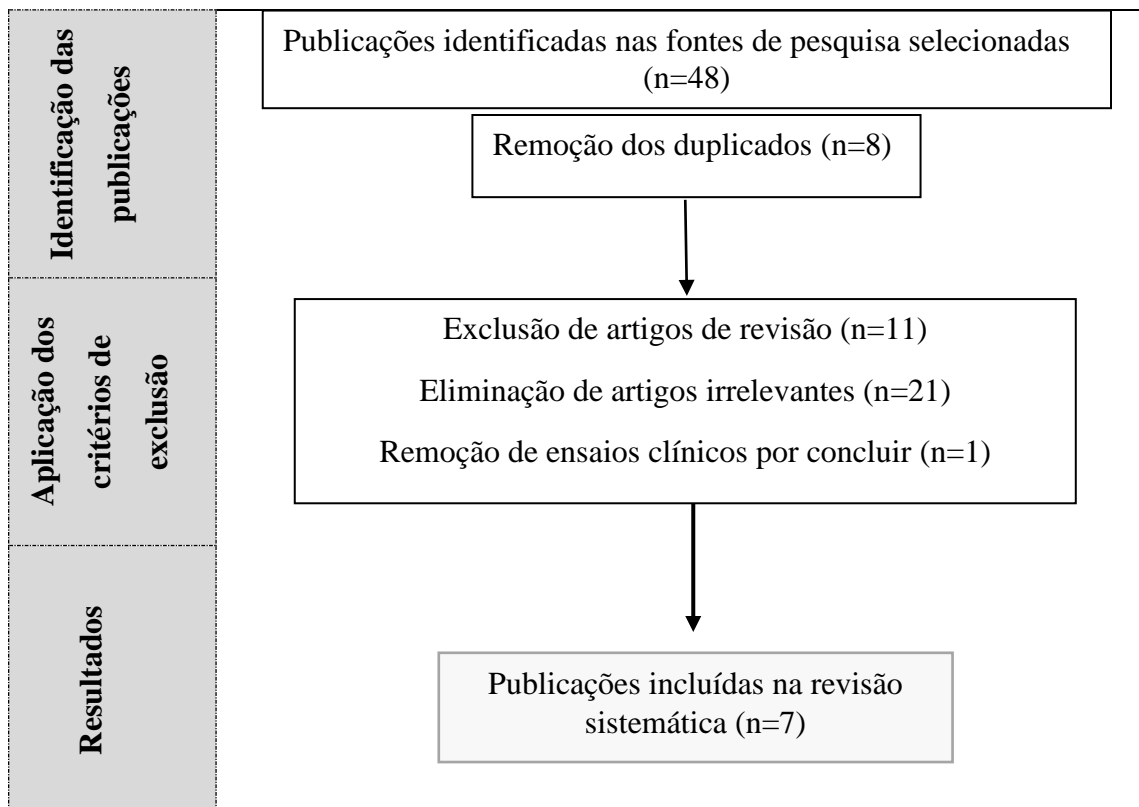 Identificação das
publicações
Publicações identificadas nas fontes de pesquisa selecionadas
(n=48)
Remoção dos duplicados (n=8)
Aplicação dos
critérios de
exclusão
Exclusão de artigos de revisão (n=11)
Eliminação de artigos irrelevantes (n=21)
Remoção de ensaios clínicos por concluir (n=1)
Resultados
Publicações incluídas na revisão
sistemática (n=7)